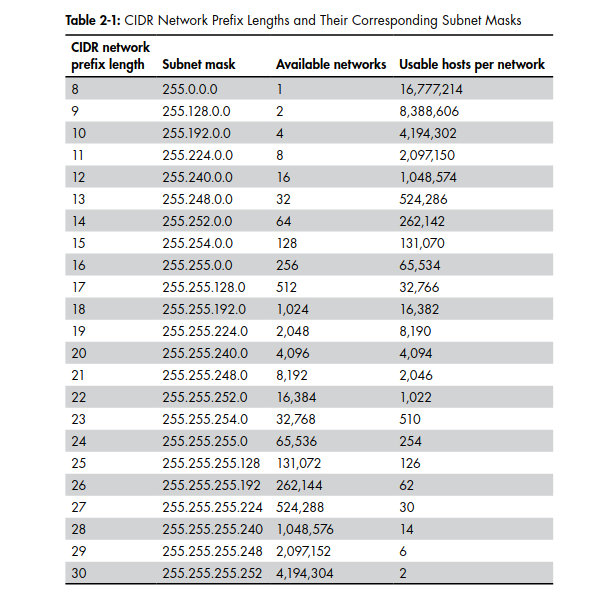 Table 2-1: CIDR Network Prefix Lengths and Their Corresponding Subnet Masks
CIDR network
prefix length Subnet mask Available networks Usable hosts per network
8 255.0.0.0 1 16,777,214
9 255.128.0.0 2 8,388,606
10 255.192.0.0 4 4,194,302
11 255.224.0.0 8 2,097,150
12 255.240.0.0 16 1,048,574
13 255.248.0.0 32 524,286
14 255.252.0.0 64 262,142
15 255.254.0.0 128 131,070
16 255.255.0.0 256 65,534
17 255.255.128.0 512 32,766
18 255.255.192.0 1,024 16,382
19 255.255.224.0 2,048 8,190
20 255.255.240.0 4,096 4,094
21 255.255.248.0 8,192 2,046
22 255.255.252.0 16,384 1,022
23 255.255.254.0 32,768 510
24 255.255.255.0 65,536 254
25 255.255.255.128 131,072 126
26 255.255.255.192 262,144 62
27 255.255.255.224 524,288 30
28 255.255.255.240 1,048,576 14
29 255.255.255.248 2,097,152 6
30 255.255.255.252 4,194,304 2